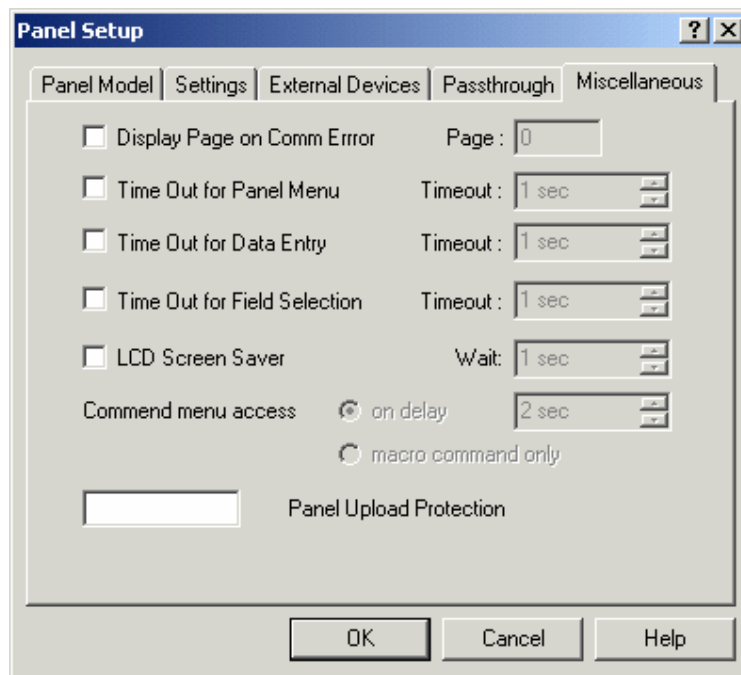 Panel Setup
Panel Model Settings External Devices Passthrough Miscellaneous
Display Page on Comm Errror Page : 0
Time Out for Panel Menu Timeout : 1 sec
Time Out for Data Entry Timeout : 1 sec
Time Out for Field Selection Timeout : 1 sec
LCD Screen Saver Wait: 1 sec
Commend menu access on delay 2 sec
macro command only
Panel Upload Protection
OK Cancel Help